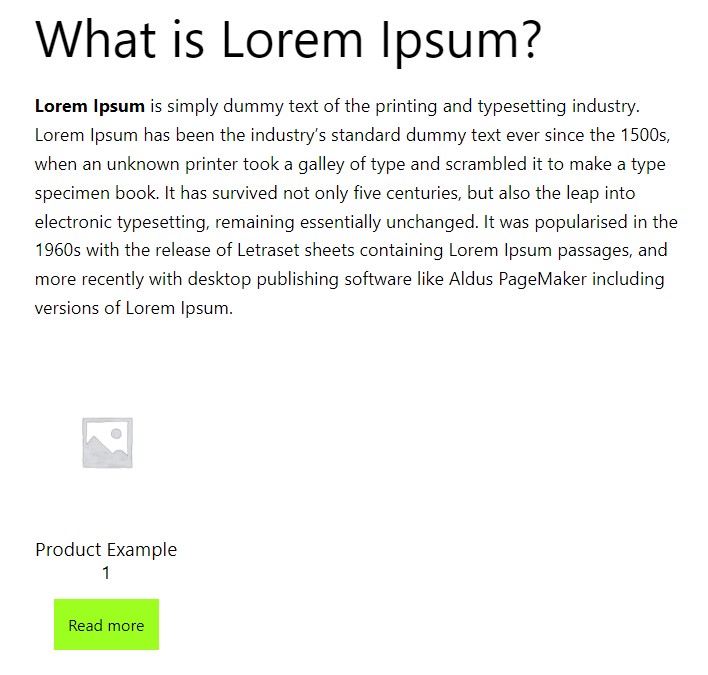 What is Lorem Ipsum?
Lorem Ipsum is simply dummy text of the printing and typesetting industry.
Lorem Ipsum has been the industry’s standard dummy text ever since the 1500s,
when an unknown printer took a galley of type and scrambled it to make a type
specimen book. It has survived not only five centuries, but also the leap into
electronic typesetting, remaining essentially unchanged. It was popularised in the
1960s with the release of Letraset sheets containing Lorem Ipsum passages, and
more recently with desktop publishing software like Aldus PageMaker including
versions of Lorem Ipsum.
Product Example
1
Read more